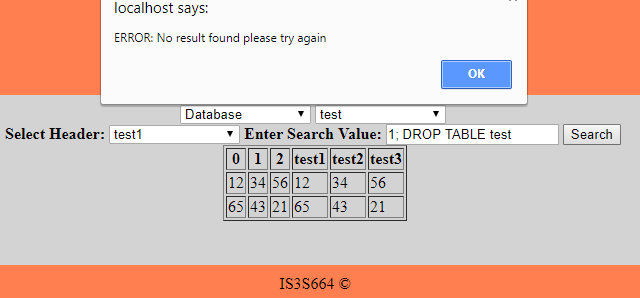 localhost says:
ERROR: No result found please try again
OK
Database test
Select Header: test1 Enter Search Value: 1; DROP TABLE test Search
0 1 2 test1 test2 test3
12 34 56 12 34 56
65 43 21 65 43 21
IS3S664 ©